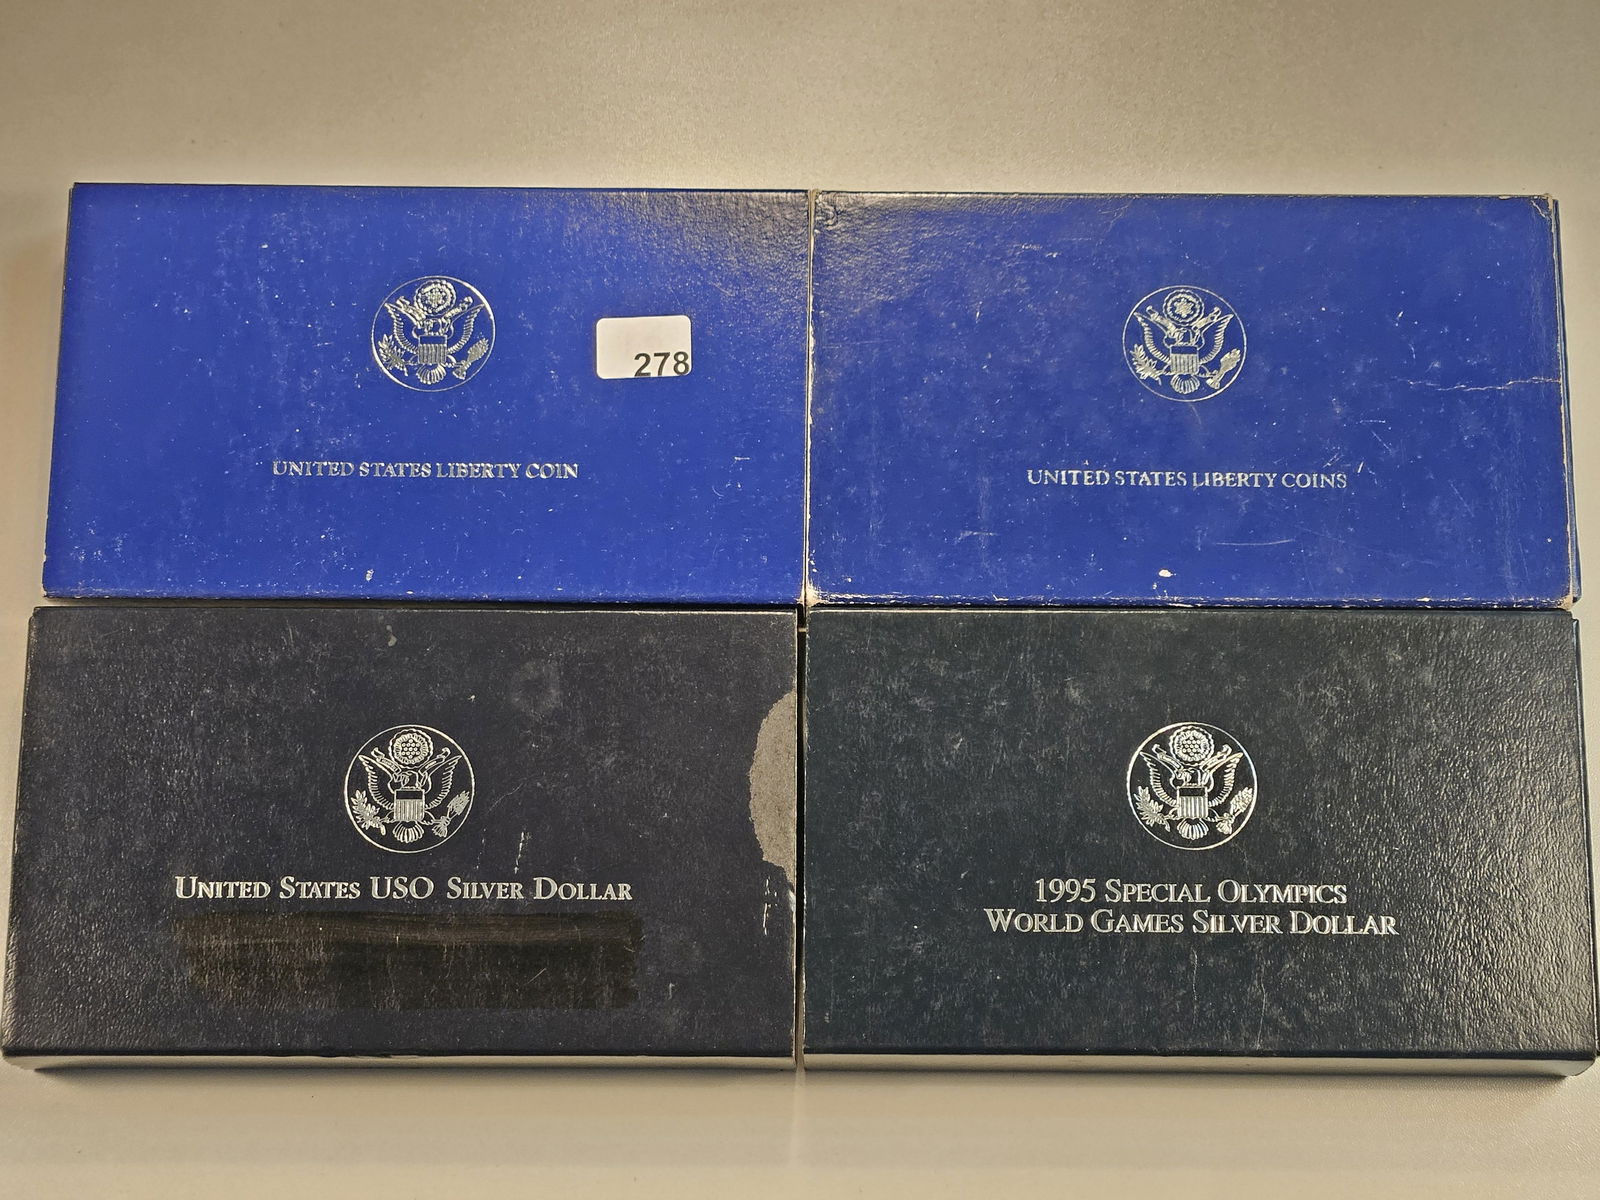 278
UNITED STATES LIBERTY COIN
UNITED STATES LIBERTY COINS
UNITED STATES USO SILVER DOLLAR
1995 SPECIAL OLYMPICS
WORLD GAMES SILVER DOLLAR